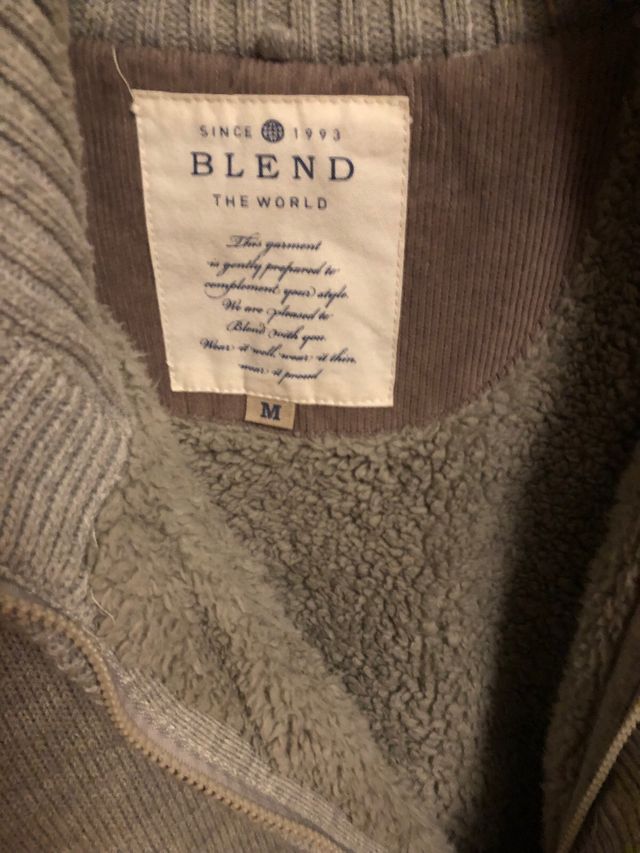 SINCE 1993
BLEND
THE WORLD
This garment
is gently prepared to
complement your style.
We are pleased to
Blend with you.
Wear it well, wear it thin,
wear it proud
M